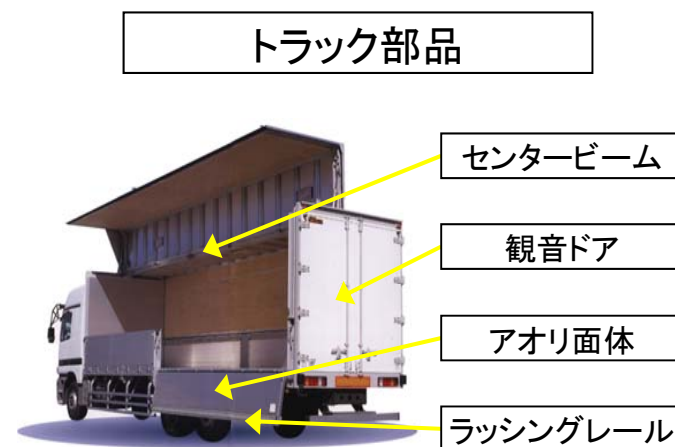 トラック部品
センタービーム
観音ドア
アオリ面体
ラッシングレール